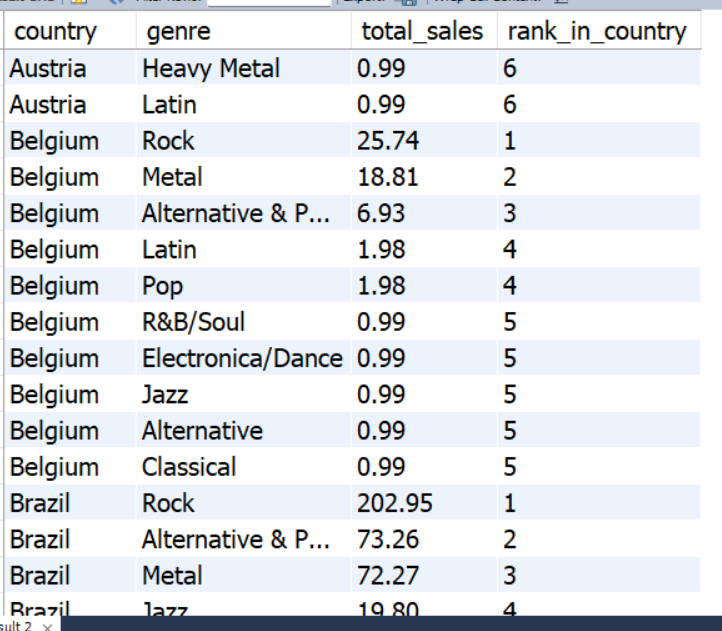 country genre total_sales rank_in_country
Austria Heavy Metal 0.99 6
Austria Latin 0.99 6
Belgium Rock 25.74 1
Belgium Metal 18.81 2
Belgium Alternative & P... 6.93 3
Belgium Latin 1.98 4
Belgium Pop 1.98 4
Belgium R&B/Soul 0.99 5
Belgium Electronica/Dance 0.99 5
Belgium Jazz 0.99 5
Belgium Alternative 0.99 5
Belgium Classical 0.99 5
Brazil Rock 202.95 1
Brazil Alternative & P... 73.26 2
Brazil Metal 72.27 3
Brazil Jazz 19.80 4
sult 2